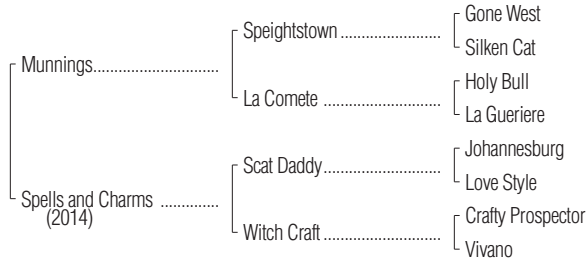 Gone West
Speightstown
Silken Cat
Munnings
Holy Bull
La Comete
La Gueriere
Johannesburg
Scat Daddy
Love Style
Spells and Charms
(2014)
Crafty Prospector
Witch Craft
Vivano